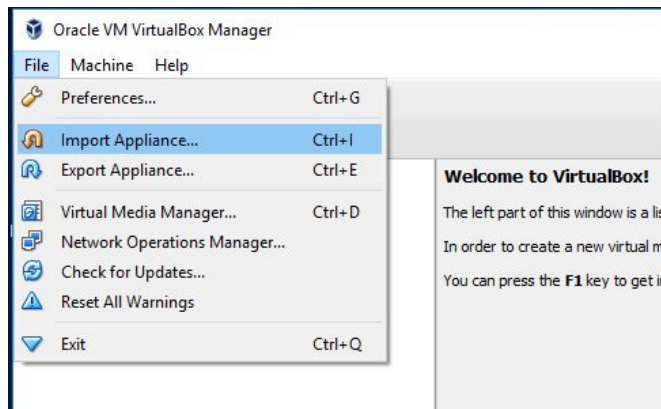 Oracle VM VirtualBox Manager
File Machine Help
Preferences... Ctrl+G
Import Appliance... Ctrl+I
Export Appliance... Ctrl+E
Virtual Media Manager... Ctrl+D
Network Operations Manager...
Check for Updates...
Reset All Warnings
Exit Ctrl+Q
Welcome to VirtualBox!
The left part of this window is a
In order to create a new virtual
You can press the F1 key to get